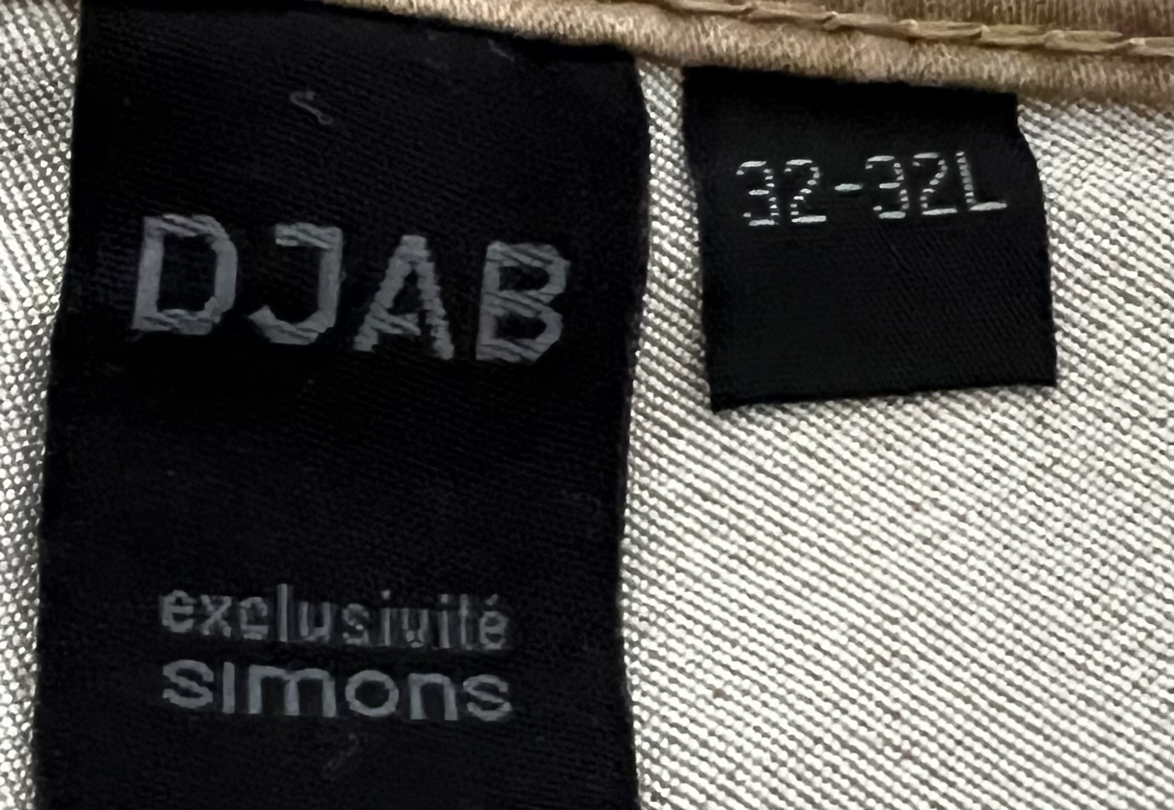 DJAB
exclusivité
simons
32-32L